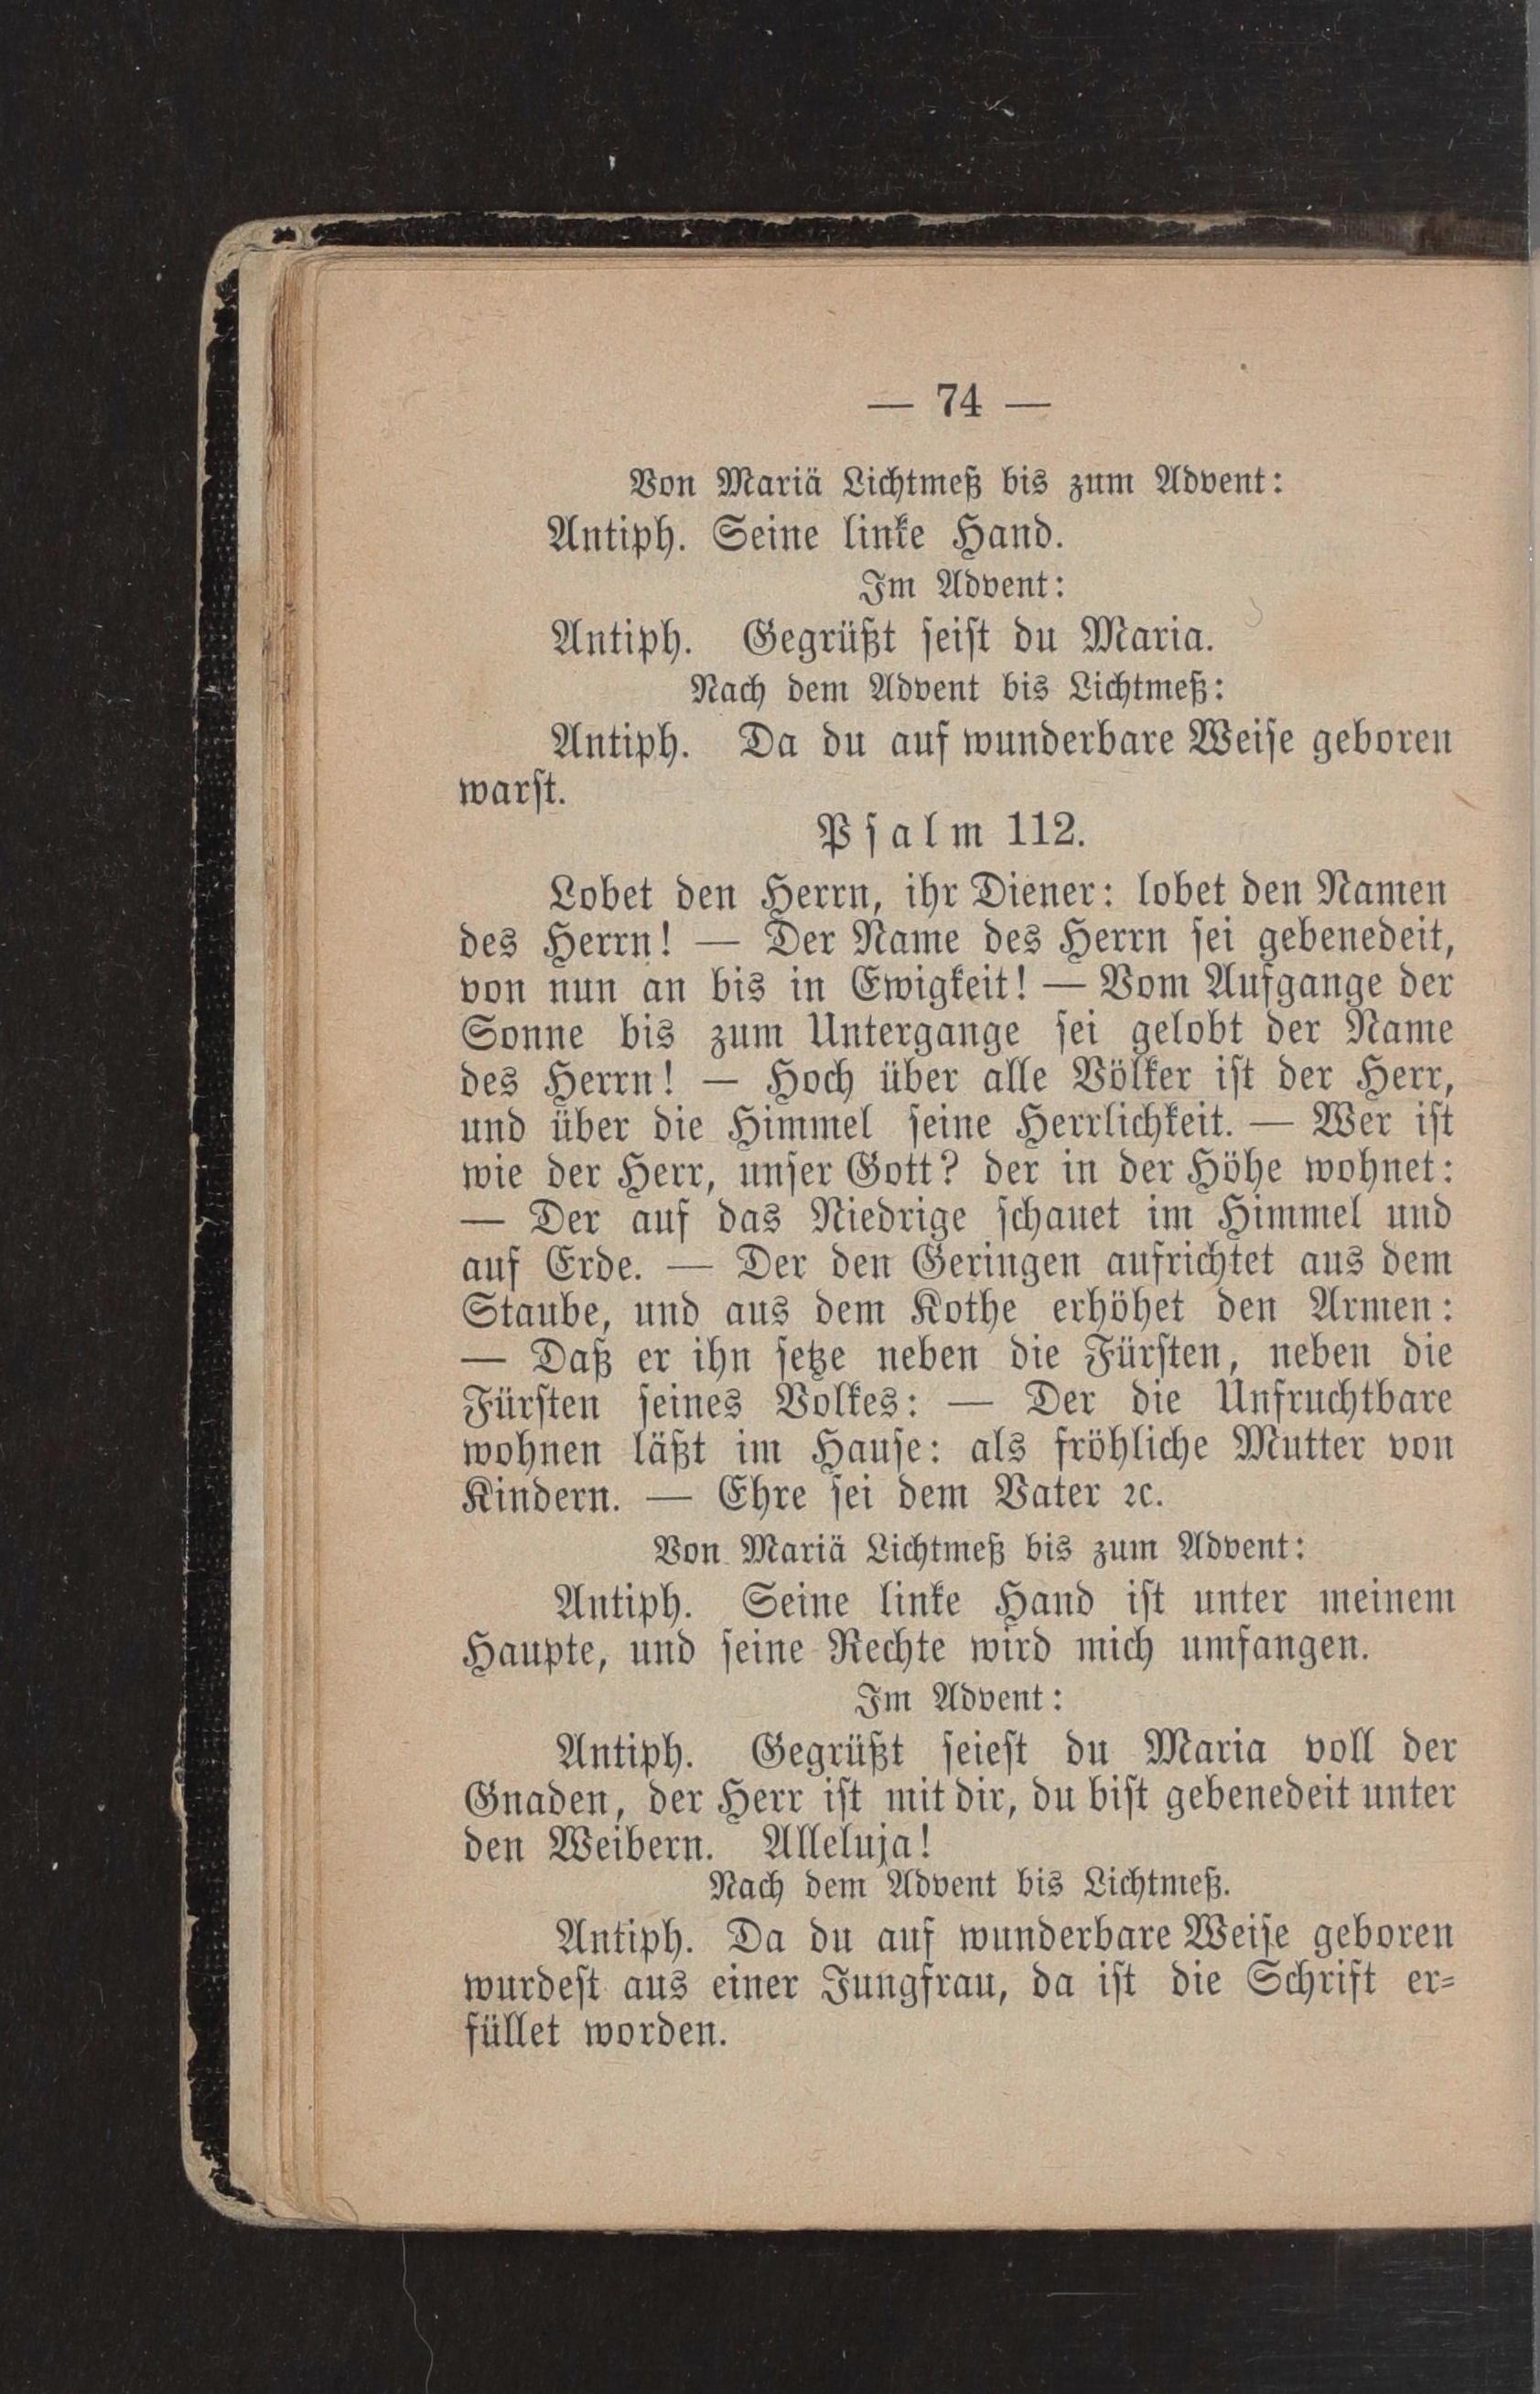 — 74 —
Von Mariä Lichtmeß bis zum Advent:
Antiph. Seine linke Hand.
Im Advent:
Antiph. Gegrüßt seist du Maria.
Nach dem Advent bis Lichtmeß:
Antiph. Da du auf wunderbare Weise geboren
warst.
Psalm 112.
Lobet den Herrn, ihr Diener: lobet den Namen
des Herrn! — Der Name des Herrn sei gebenedeit,
von nun an bis in Ewigkeit! — Vom Aufgange der
Sonne bis zum Untergange sei gelobt der Name
des Herrn! — Hoch über alle Völker ist der Herr,
und über die Himmel seine Herrlichkeit. — Wer ist
wie der Herr, unser Gott? der in der Höhe wohnet:
— Der auf das Niedrige schauet im Himmel und
auf Erde. — Der den Geringen aufrichtet aus dem
Staube, und aus dem Kothe erhöhet den Armen:
— Daß er ihn setze neben die Fürsten, neben die
Fürsten seines Volkes: — Der die Unfruchtbare
wohnen läßt im Hause: als fröhliche Mutter von
Kindern. — Ehre sei dem Vater ꝛc.
Von Mariä Lichtmeß bis zum Advent:
Antiph. Seine linke Hand ist unter meinem
Haupte, und seine Rechte wird mich umfangen.
Im Advent:
Antiph. Gegrüßt seiest du Maria voll der
Gnaden, der Herr ist mit dir, du bist gebenedeit unter
den Weibern. Alleluja!
Nach dem Advent bis Lichtmeß.
Antiph. Da du auf wunderbare Weise geboren
wurdest aus einer Jungfrau, da ist die Schrift er-
füllet worden.